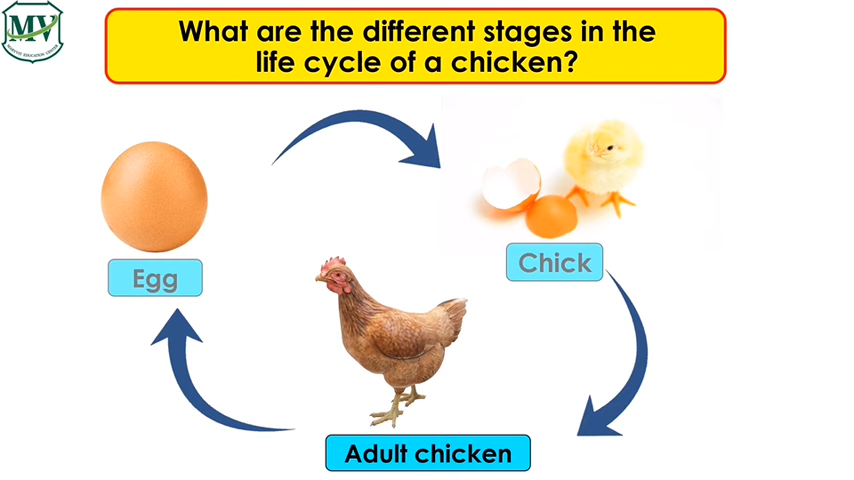 MV
What are the different stages in the
life cycle of a chicken?
Egg
Chick
Adult chicken